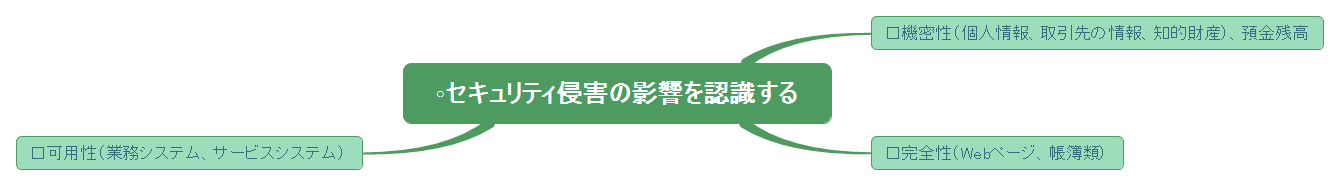 □機密性（個人情報、取引先の情報、知的財産）、預金残高
◦セキュリティ侵害の影響を認識する
□可用性（業務システム、サービスシステム）
□完全性（Webページ、帳簿類）